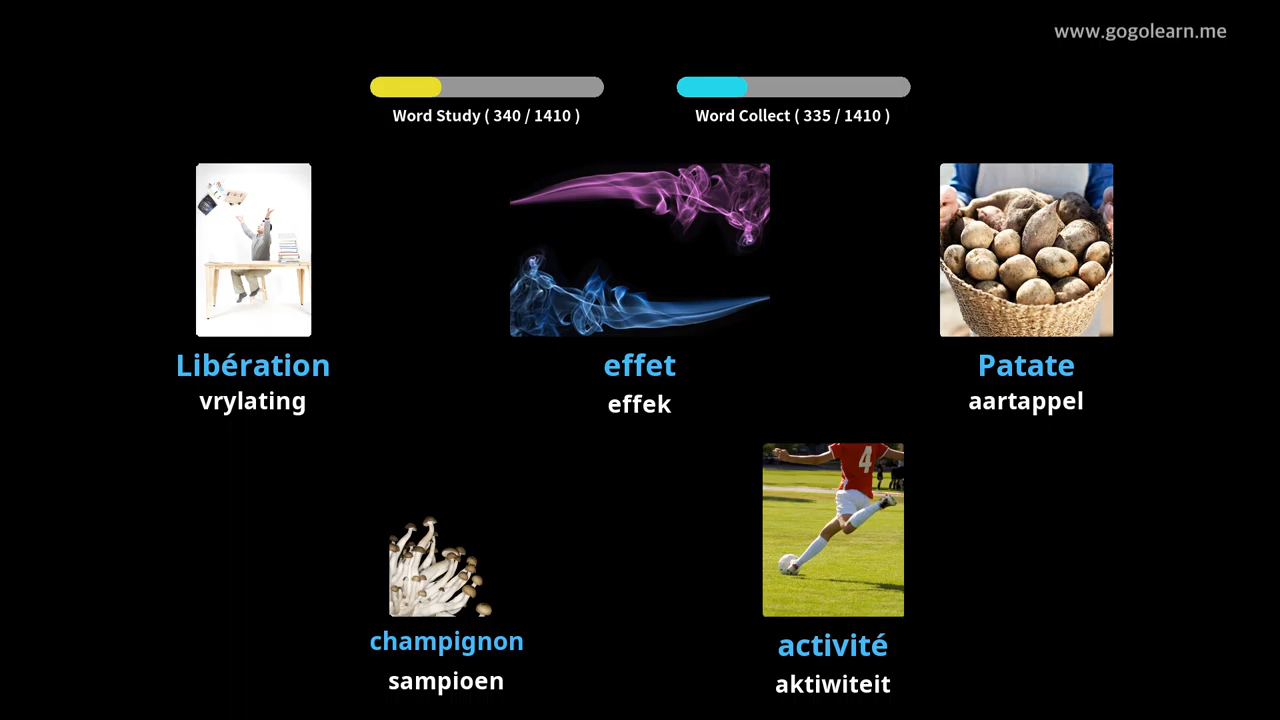 www.gogolearn.me
Word Study ( 340 / 1410 )
Word Collect ( 335 / 1410 )
Libération
vrylating
effet
effek
Patate
aartappel
4
champignon
sampioen
activité
aktiwiteit